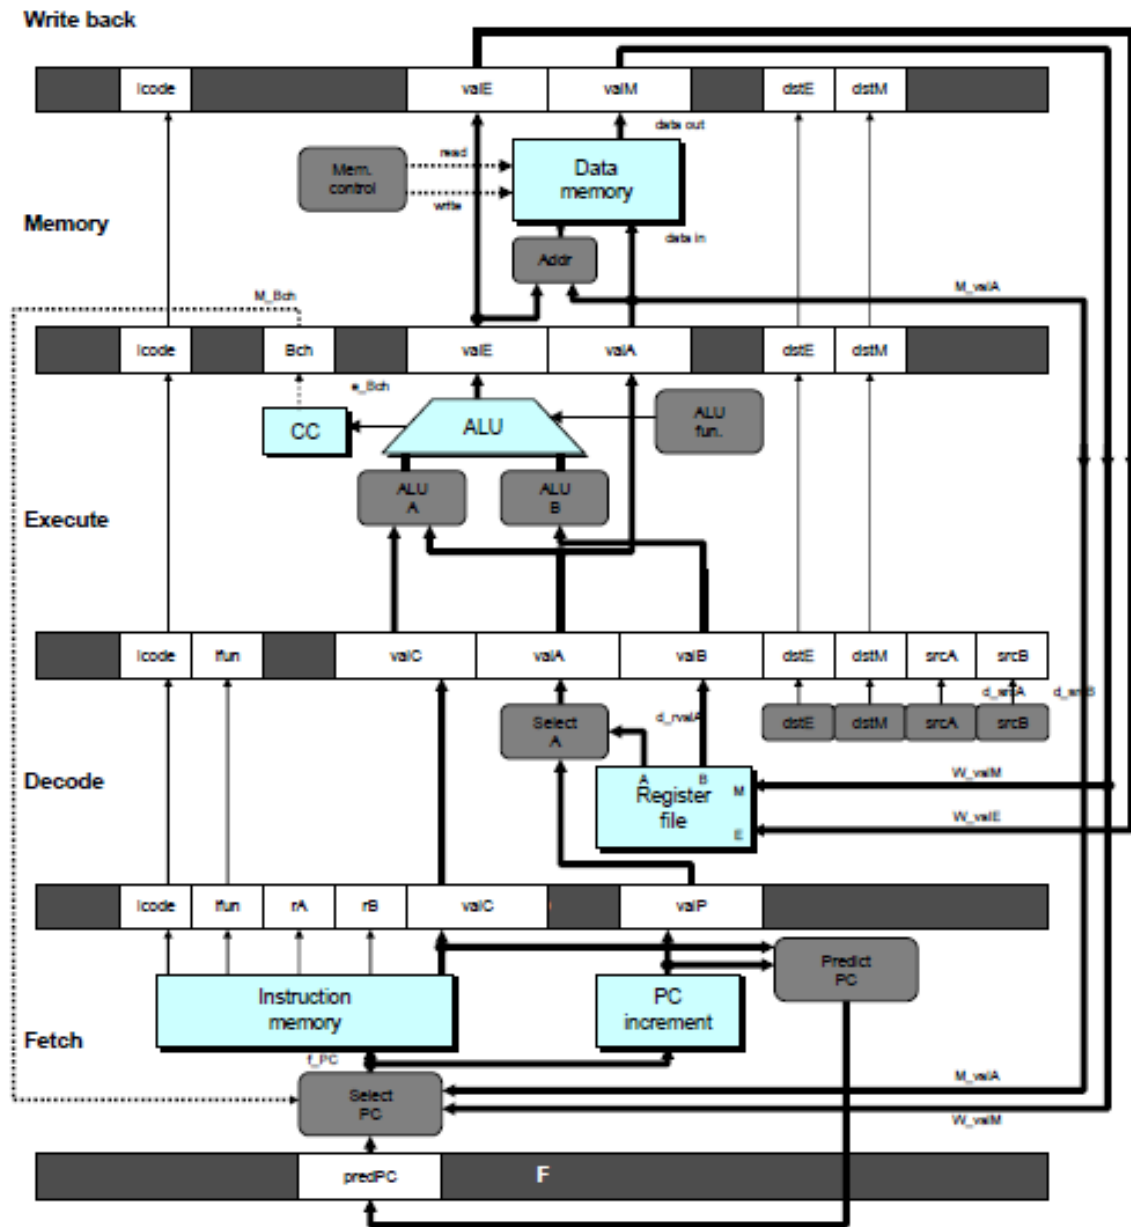 Write back
Icode valE valM dstE dstM
data out
read
Mem.
control
Data
memory
write
Memory
data in
Addr
M_Bch
M_valA
Icode Bch valE valA dstE dstM
e_Bch
CC
ALU
ALU
fun.
ALU
A
ALU
B
Execute
Icode ifun valC valA valB dstE dstM srcA srcB
d_srcA d_srcB
Select
A
d_rvalA
dstE dstM srcA srcB
Decode
A B
W_valM
Register
file
M
W_valE
E
Icode ifun rA rB valC valP
Predict
PC
Instruction
memory
PC
increment
Fetch
f_PC
M_valA
Select
PC
W_valM
predPC F